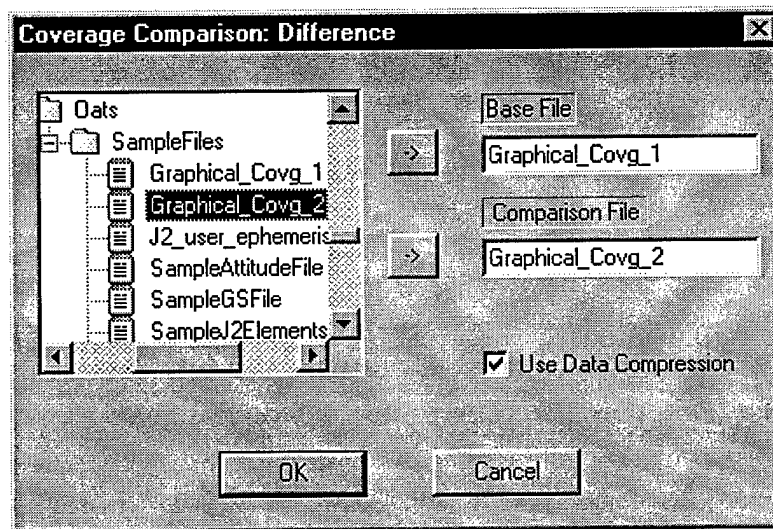 Coverage Comparison: Difference
Oats
SampleFiles
Graphical_Covg_1
Graphical_Covg_2
J2_user_ephemeris
SampleAttitudeFile
SampleGSFile
SampleJ2Elements
->
Base File
Graphical_Covg_1
->
Comparison File
Graphical_Covg_2
Use Data Compression
OK
Cancel